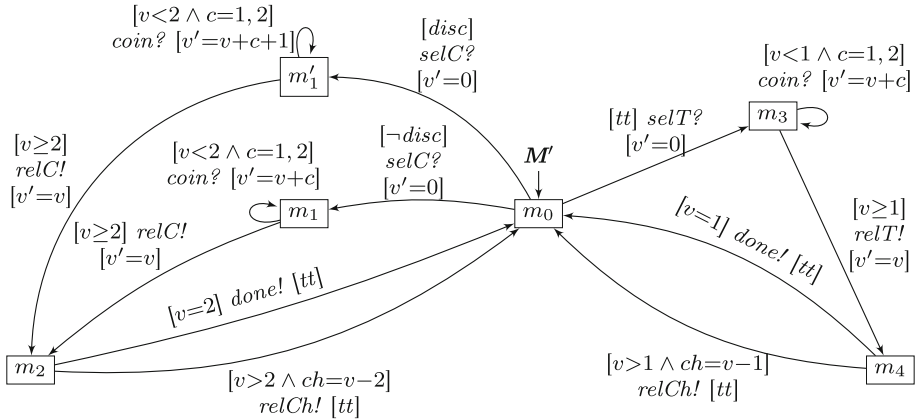 [v<2 ∧ c=1, 2]
coin? [v′=v+c+1]
m′₁
[disc]
selC?
[v′=0]
[v<1 ∧ c=1, 2]
coin? [v′=v+c]
m₃
[tt] selT?
[v′=0]
[v≥2]
relC!
[v′=v]
[v<2 ∧ c=1, 2]
coin? [v′=v+c]
m₁
[¬disc]
selC?
[v′=0]
M′
m₀
[v≥2] relC!
[v′=v]
[v=1] done! [tt]
[v≥1]
relT!
[v′=v]
[v=2] done! [tt]
m₂
m₄
[v>2 ∧ ch=v−2]
relCh! [tt]
[v>1 ∧ ch=v−1]
relCh! [tt]